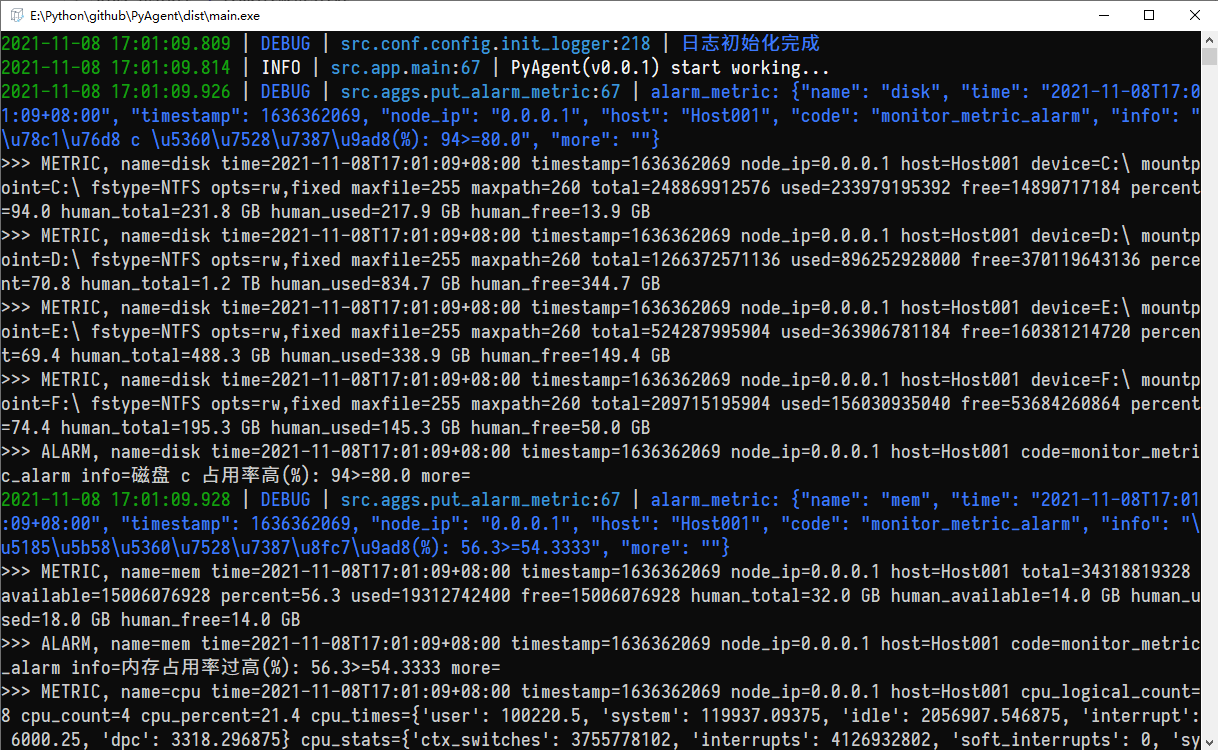 E:\Python\github\PyAgent\dist\main.exe
2021-11-08 17:01:09.809 | DEBUG | src.conf.config.init_logger:218 | 日志初始化完成
2021-11-08 17:01:09.814 | INFO | src.app.main:67 | PyAgent(v0.0.1) start working...
2021-11-08 17:01:09.926 | DEBUG | src.aggs.put_alarm_metric:67 | alarm_metric: {"name": "disk", "time": "2021-11-08T17:0
1:09+08:00", "timestamp": 1636362069, "node_ip": "0.0.0.1", "host": "Host001", "code": "monitor_metric_alarm", "info": "
\u78c1\u76d8 c \u5360\u7528\u7387\u9ad8(%): 94>=80.0", "more": ""}
>>> METRIC, name=disk time=2021-11-08T17:01:09+08:00 timestamp=1636362069 node_ip=0.0.0.1 host=Host001 device=C:\ mountp
oint=C:\ fstype=NTFS opts=rw,fixed maxfile=255 maxpath=260 total=248869912576 used=233979195392 free=14890717184 percent
=94.0 human_total=231.8 GB human_used=217.9 GB human_free=13.9 GB
>>> METRIC, name=disk time=2021-11-08T17:01:09+08:00 timestamp=1636362069 node_ip=0.0.0.1 host=Host001 device=D:\ mountp
oint=D:\ fstype=NTFS opts=rw,fixed maxfile=255 maxpath=260 total=1266372571136 used=896252928000 free=370119643136 perce
nt=70.8 human_total=1.2 TB human_used=834.7 GB human_free=344.7 GB
>>> METRIC, name=disk time=2021-11-08T17:01:09+08:00 timestamp=1636362069 node_ip=0.0.0.1 host=Host001 device=E:\ mountp
oint=E:\ fstype=NTFS opts=rw,fixed maxfile=255 maxpath=260 total=524287995904 used=363906781184 free=160381214720 percen
t=69.4 human_total=488.3 GB human_used=338.9 GB human_free=149.4 GB
>>> METRIC, name=disk time=2021-11-08T17:01:09+08:00 timestamp=1636362069 node_ip=0.0.0.1 host=Host001 device=F:\ mountp
oint=F:\ fstype=NTFS opts=rw,fixed maxfile=255 maxpath=260 total=209715195904 used=156030935040 free=53684260864 percent
=74.4 human_total=195.3 GB human_used=145.3 GB human_free=50.0 GB
>>> ALARM, name=disk time=2021-11-08T17:01:09+08:00 timestamp=1636362069 node_ip=0.0.0.1 host=Host001 code=monitor_metri
c_alarm info=磁盘 c 占用率高(%): 94>=80.0 more=
2021-11-08 17:01:09.928 | DEBUG | src.aggs.put_alarm_metric:67 | alarm_metric: {"name": "mem", "time": "2021-11-08T17:01
:09+08:00", "timestamp": 1636362069, "node_ip": "0.0.0.1", "host": "Host001", "code": "monitor_metric_alarm", "info": "\
u5185\u5b58\u5360\u7528\u7387\u8fc7\u9ad8(%): 56.3>=54.3333", "more": ""}
>>> METRIC, name=mem time=2021-11-08T17:01:09+08:00 timestamp=1636362069 node_ip=0.0.0.1 host=Host001 total=34318819328
available=15006076928 percent=56.3 used=19312742400 free=15006076928 human_total=32.0 GB human_available=14.0 GB human_u
sed=18.0 GB human_free=14.0 GB
>>> ALARM, name=mem time=2021-11-08T17:01:09+08:00 timestamp=1636362069 node_ip=0.0.0.1 host=Host001 code=monitor_metric
_alarm info=内存占用率过高(%): 56.3>=54.3333 more=
>>> METRIC, name=cpu time=2021-11-08T17:01:09+08:00 timestamp=1636362069 node_ip=0.0.0.1 host=Host001 cpu_logical_count=
8 cpu_count=4 cpu_percent=21.4 cpu_times={'user': 100220.5, 'system': 119937.09375, 'idle': 2056907.546875, 'interrupt':
6000.25, 'dpc': 3318.296875} cpu_stats={'ctx_switches': 3755778102, 'interrupts': 4126932802, 'soft_interrupts': 0, 'sy